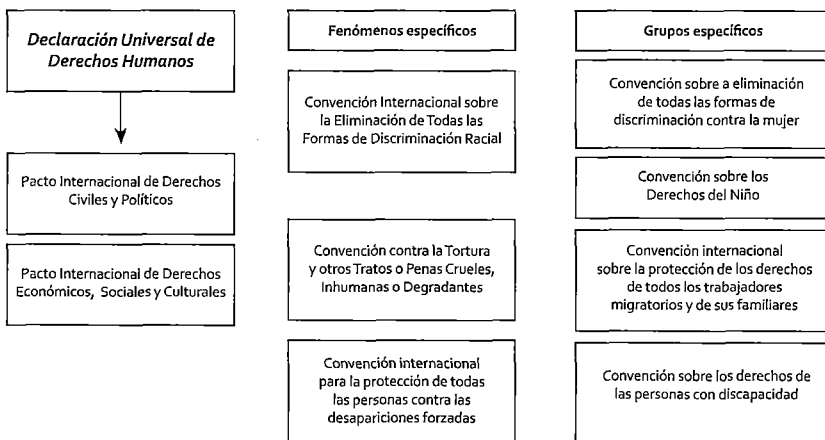 Declaración Universal de
Derechos Humanos
Pacto Internacional de Derechos
Civiles y Políticos
Pacto Internacional de Derechos
Económicos, Sociales y Culturales
Fenómenos específicos
Convención Internacional sobre
la Eliminación de Todas las
Formas de Discriminación Racial
Convención contra la Tortura
y otros Tratos o Penas Crueles,
Inhumanas o Degradantes
Convención internacional
para la protección de todas
las personas contra las
desapariciones forzadas
Grupos específicos
Convención sobre a eliminación
de todas las formas de
discriminación contra la mujer
Convención sobre los
Derechos del Niño
Convención internacional
sobre la protección de los derechos
de todos los trabajadores
migratorios y de sus familiares
Convención sobre los derechos de
las personas con discapacidad